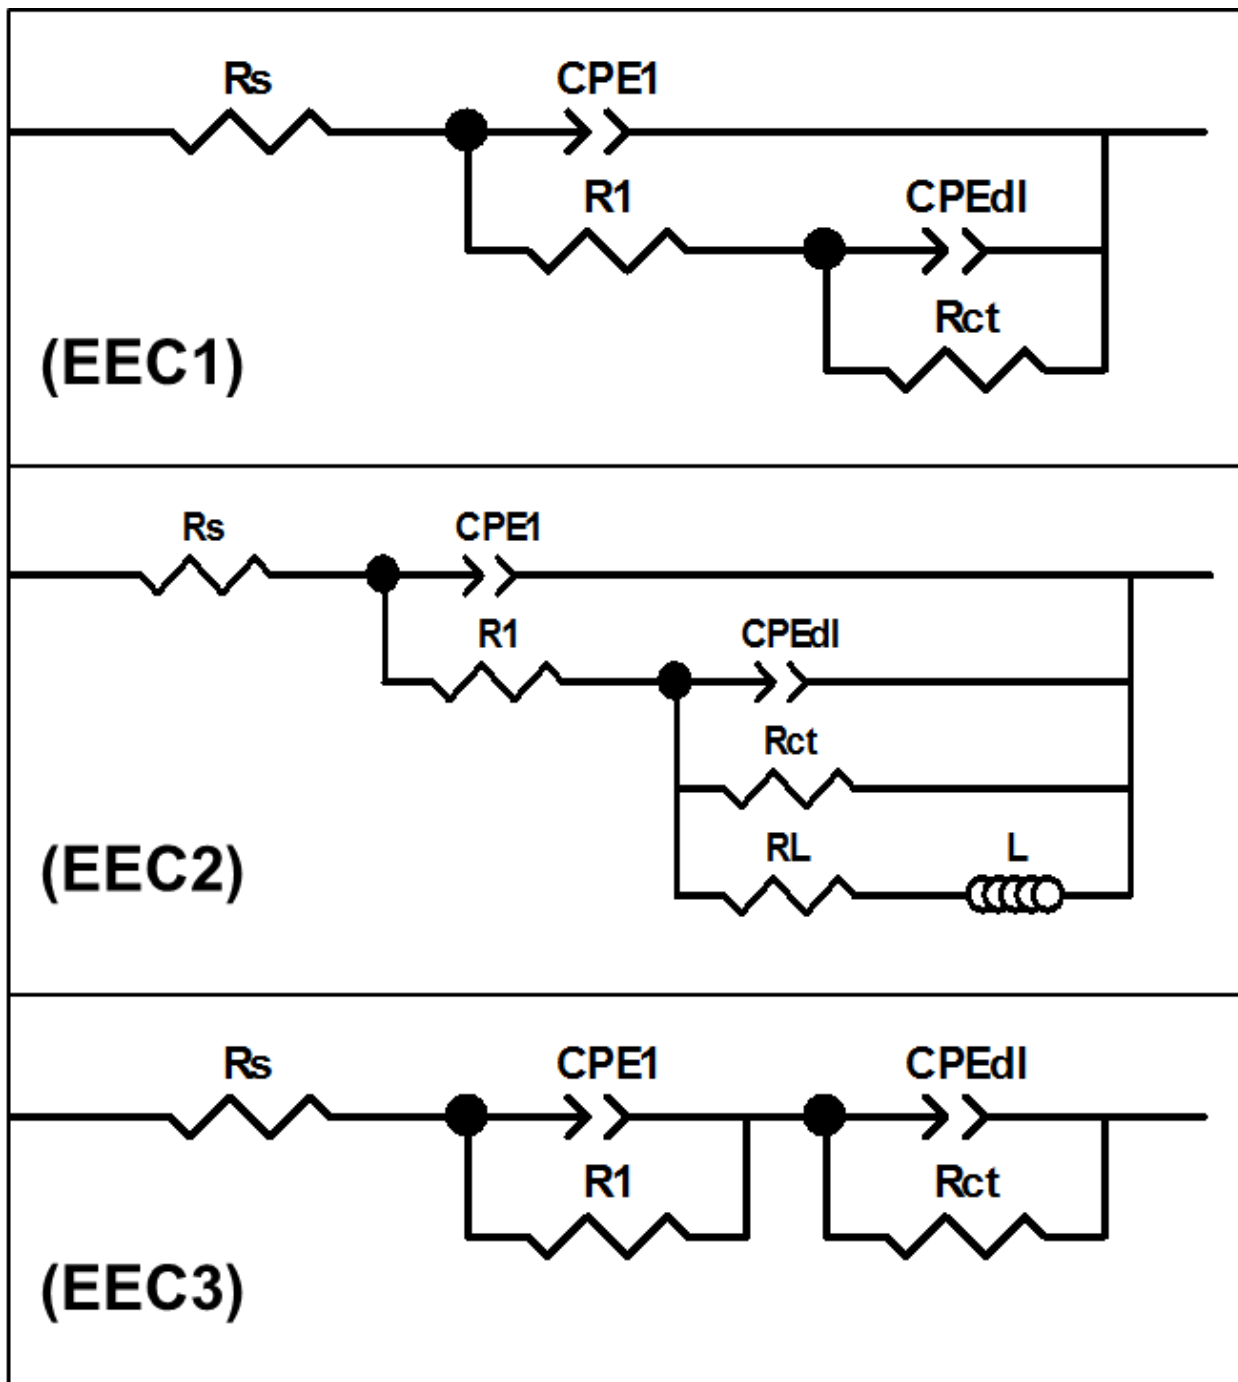 Rs CPE1
R1 CPEdl
Rct
(EEC1)
Rs CPE1
R1 CPEdl
Rct
RL L
(EEC2)
Rs CPE1 CPEdl
R1 Rct
(EEC3)